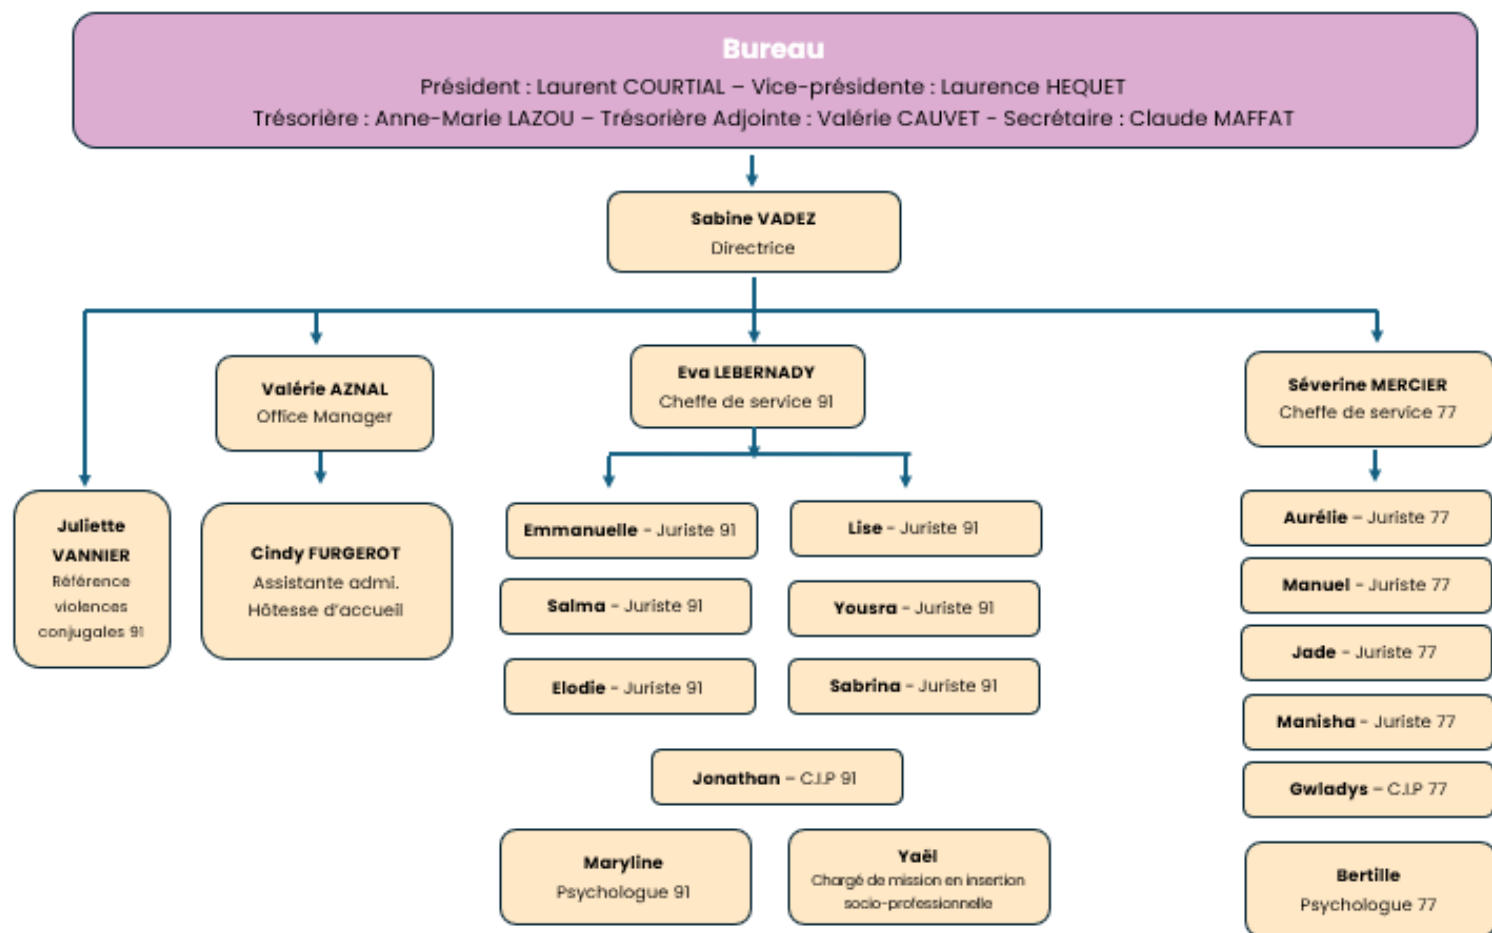 Bureau
Président : Laurent COURTIAL – Vice-présidente : Laurence HEQUET
Trésorière : Anne-Marie LAZOU – Trésorière Adjointe : Valérie CAUVET - Secrétaire : Claude MAFFAT
Sabine VADEZ
Directrice
Juliette
VANNIER
Référence
violences
conjugales 91
Valérie AZNAL
Office Manager
Cindy FURGEROT
Assistante admi.
Hôtesse d'accueil
Eva LEBERNADY
Cheffe de service 91
Emmanuelle - Juriste 91
Lise - Juriste 91
Salma - Juriste 91
Yousra - Juriste 91
Elodie - Juriste 91
Sabrina - Juriste 91
Jonathan – C.I.P 91
Maryline
Psychologue 91
Yaël
Chargé de mission en insertion
socio-professionnelle
Séverine MERCIER
Cheffe de service 77
Aurélie – Juriste 77
Manuel - Juriste 77
Jade - Juriste 77
Manisha - Juriste 77
Gwladys – C.I.P 77
Bertille
Psychologue 77